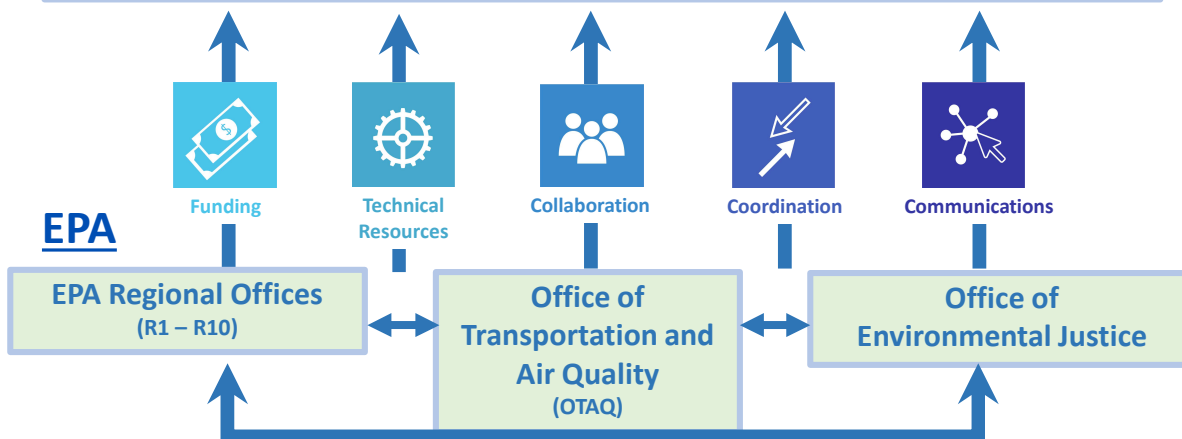 Funding
Technical
Resources
Collaboration
Coordination
Communications
EPA
EPA Regional Offices
(R1 – R10)
Office of
Transportation and
Air Quality
(OTAQ)
Office of
Environmental Justice